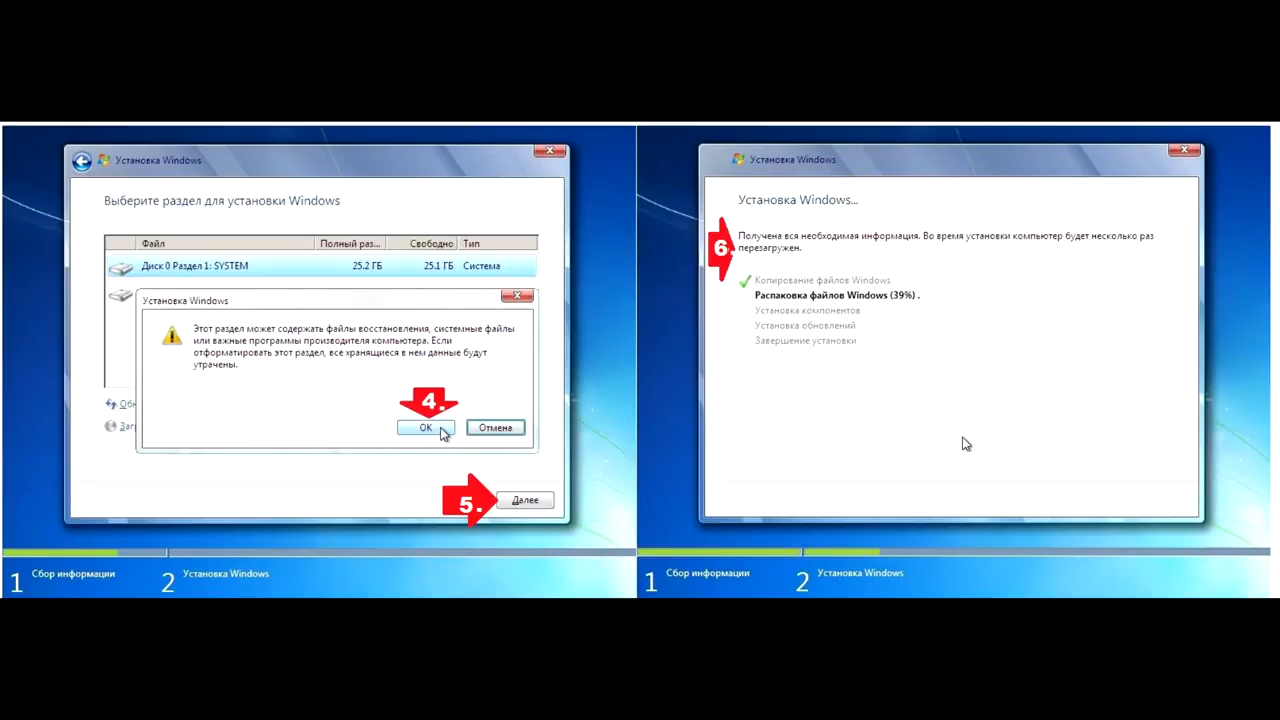 Установка Windows
Выберите раздел для установки Windows
Файл Полный раз... Свободно Тип
Диск 0 Раздел 1: SYSTEM 25.2 ГБ 25.1 ГБ Система
Установка Windows
Этот раздел может содержать файлы восстановления, системные файлы
или важные программы производителя компьютера. Если
отформатировать этот раздел, все хранящиеся в нем данные будут
утрачены.
4.
OK Отмена
5. Далее
1 Сбор информации 2 Установка Windows
Установка Windows
Установка Windows...
6. Получена вся необходимая информация. Во время установки компьютер будет несколько раз
перезагружен.
Копирование файлов Windows
Распаковка файлов Windows (39%) .
Установка компонентов
Установка обновлений
Завершение установки
1 Сбор информации 2 Установка Windows